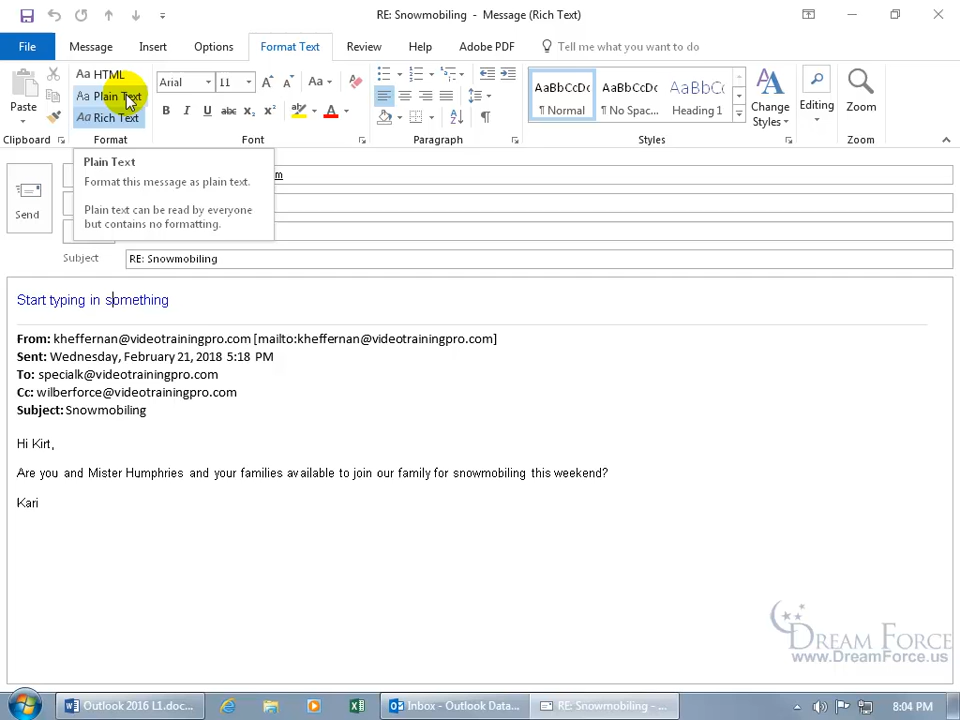 RE: Snowmobiling - Message (Rich Text)
File
Message
Insert
Options
Format Text
Review
Help
Adobe PDF
Tell me what you want to do
Paste
Aa HTML
Aa Plain Text
Aa Rich Text
Arial
11
Aa
B I U abc x₂ x²
A
AaBbCcDc
AaBbCcDc
AaBbC
¶ Normal
¶ No Spac...
Heading 1
Change
Styles
Editing
Zoom
Clipboard
Format
Font
Paragraph
Styles
Zoom
Plain Text
Format this message as plain text.
Plain text can be read by everyone
but contains no formatting.
m
Send
Subject
RE: Snowmobiling
Start typing in something
From: kheffernan@videotrainingpro.com [mailto:kheffernan@videotrainingpro.com]
Sent: Wednesday, February 21, 2018 5:18 PM
To: specialk@videotrainingpro.com
Cc: wilberforce@videotrainingpro.com
Subject: Snowmobiling
Hi Kirt,
Are you and Mister Humphries and your families available to join our family for snowmobiling this weekend?
Kari
DREAM FORCE
www.DreamForce.us
Outlook 2016 L1.doc...
Inbox - Outlook Data...
RE: Snowmobiling - ...
8:04 PM